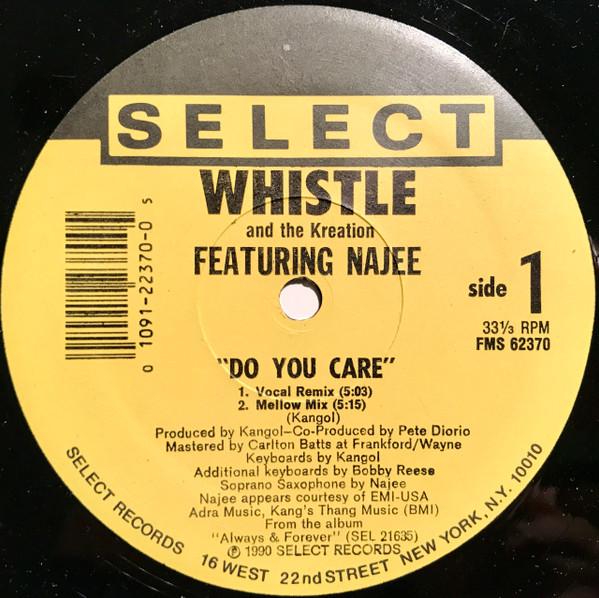 SELECT
WHISTLE
and the Kreation
FEATURING NAJEE
0 1091-22370-0 5
side 1
33⅓ RPM
FMS 62370
"DO YOU CARE"
1. Vocal Remix (5:03)
2. Mellow Mix (5:15)
(Kangol)
Produced by Kangol–Co-Produced by Pete Diorio
Mastered by Carlton Batts at Frankford/Wayne
Keyboards by Kangol
Additional keyboards by Bobby Reese
Soprano Saxophone by Najee
Najee appears courtesy of EMI-USA
Adra Music, Kang's Thang Music (BMI)
From the album
"Always & Forever" (SEL 21635)
℗ 1990 SELECT RECORDS
SELECT RECORDS 16 WEST 22nd STREET NEW YORK, N.Y. 10010